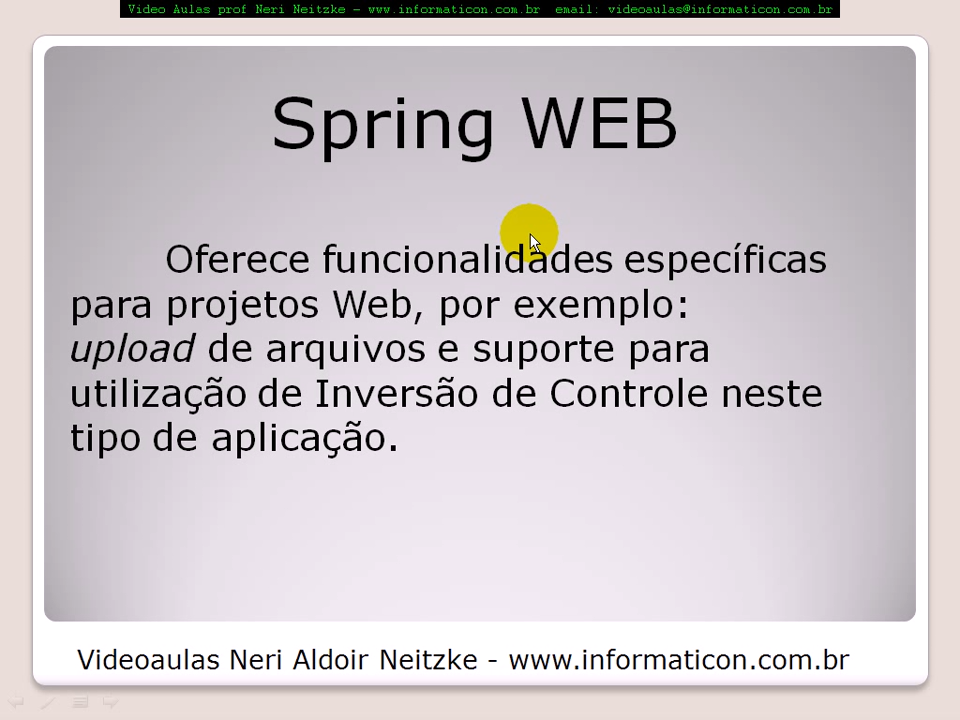 Video Aulas prof Neri Neitzke – www.informaticon.com.br email: videoaulas@informaticon.com.br
Spring WEB
Oferece funcionalidades específicas
para projetos Web, por exemplo:
upload de arquivos e suporte para
utilização de Inversão de Controle neste
tipo de aplicação.
Videoaulas Neri Aldoir Neitzke - www.informaticon.com.br